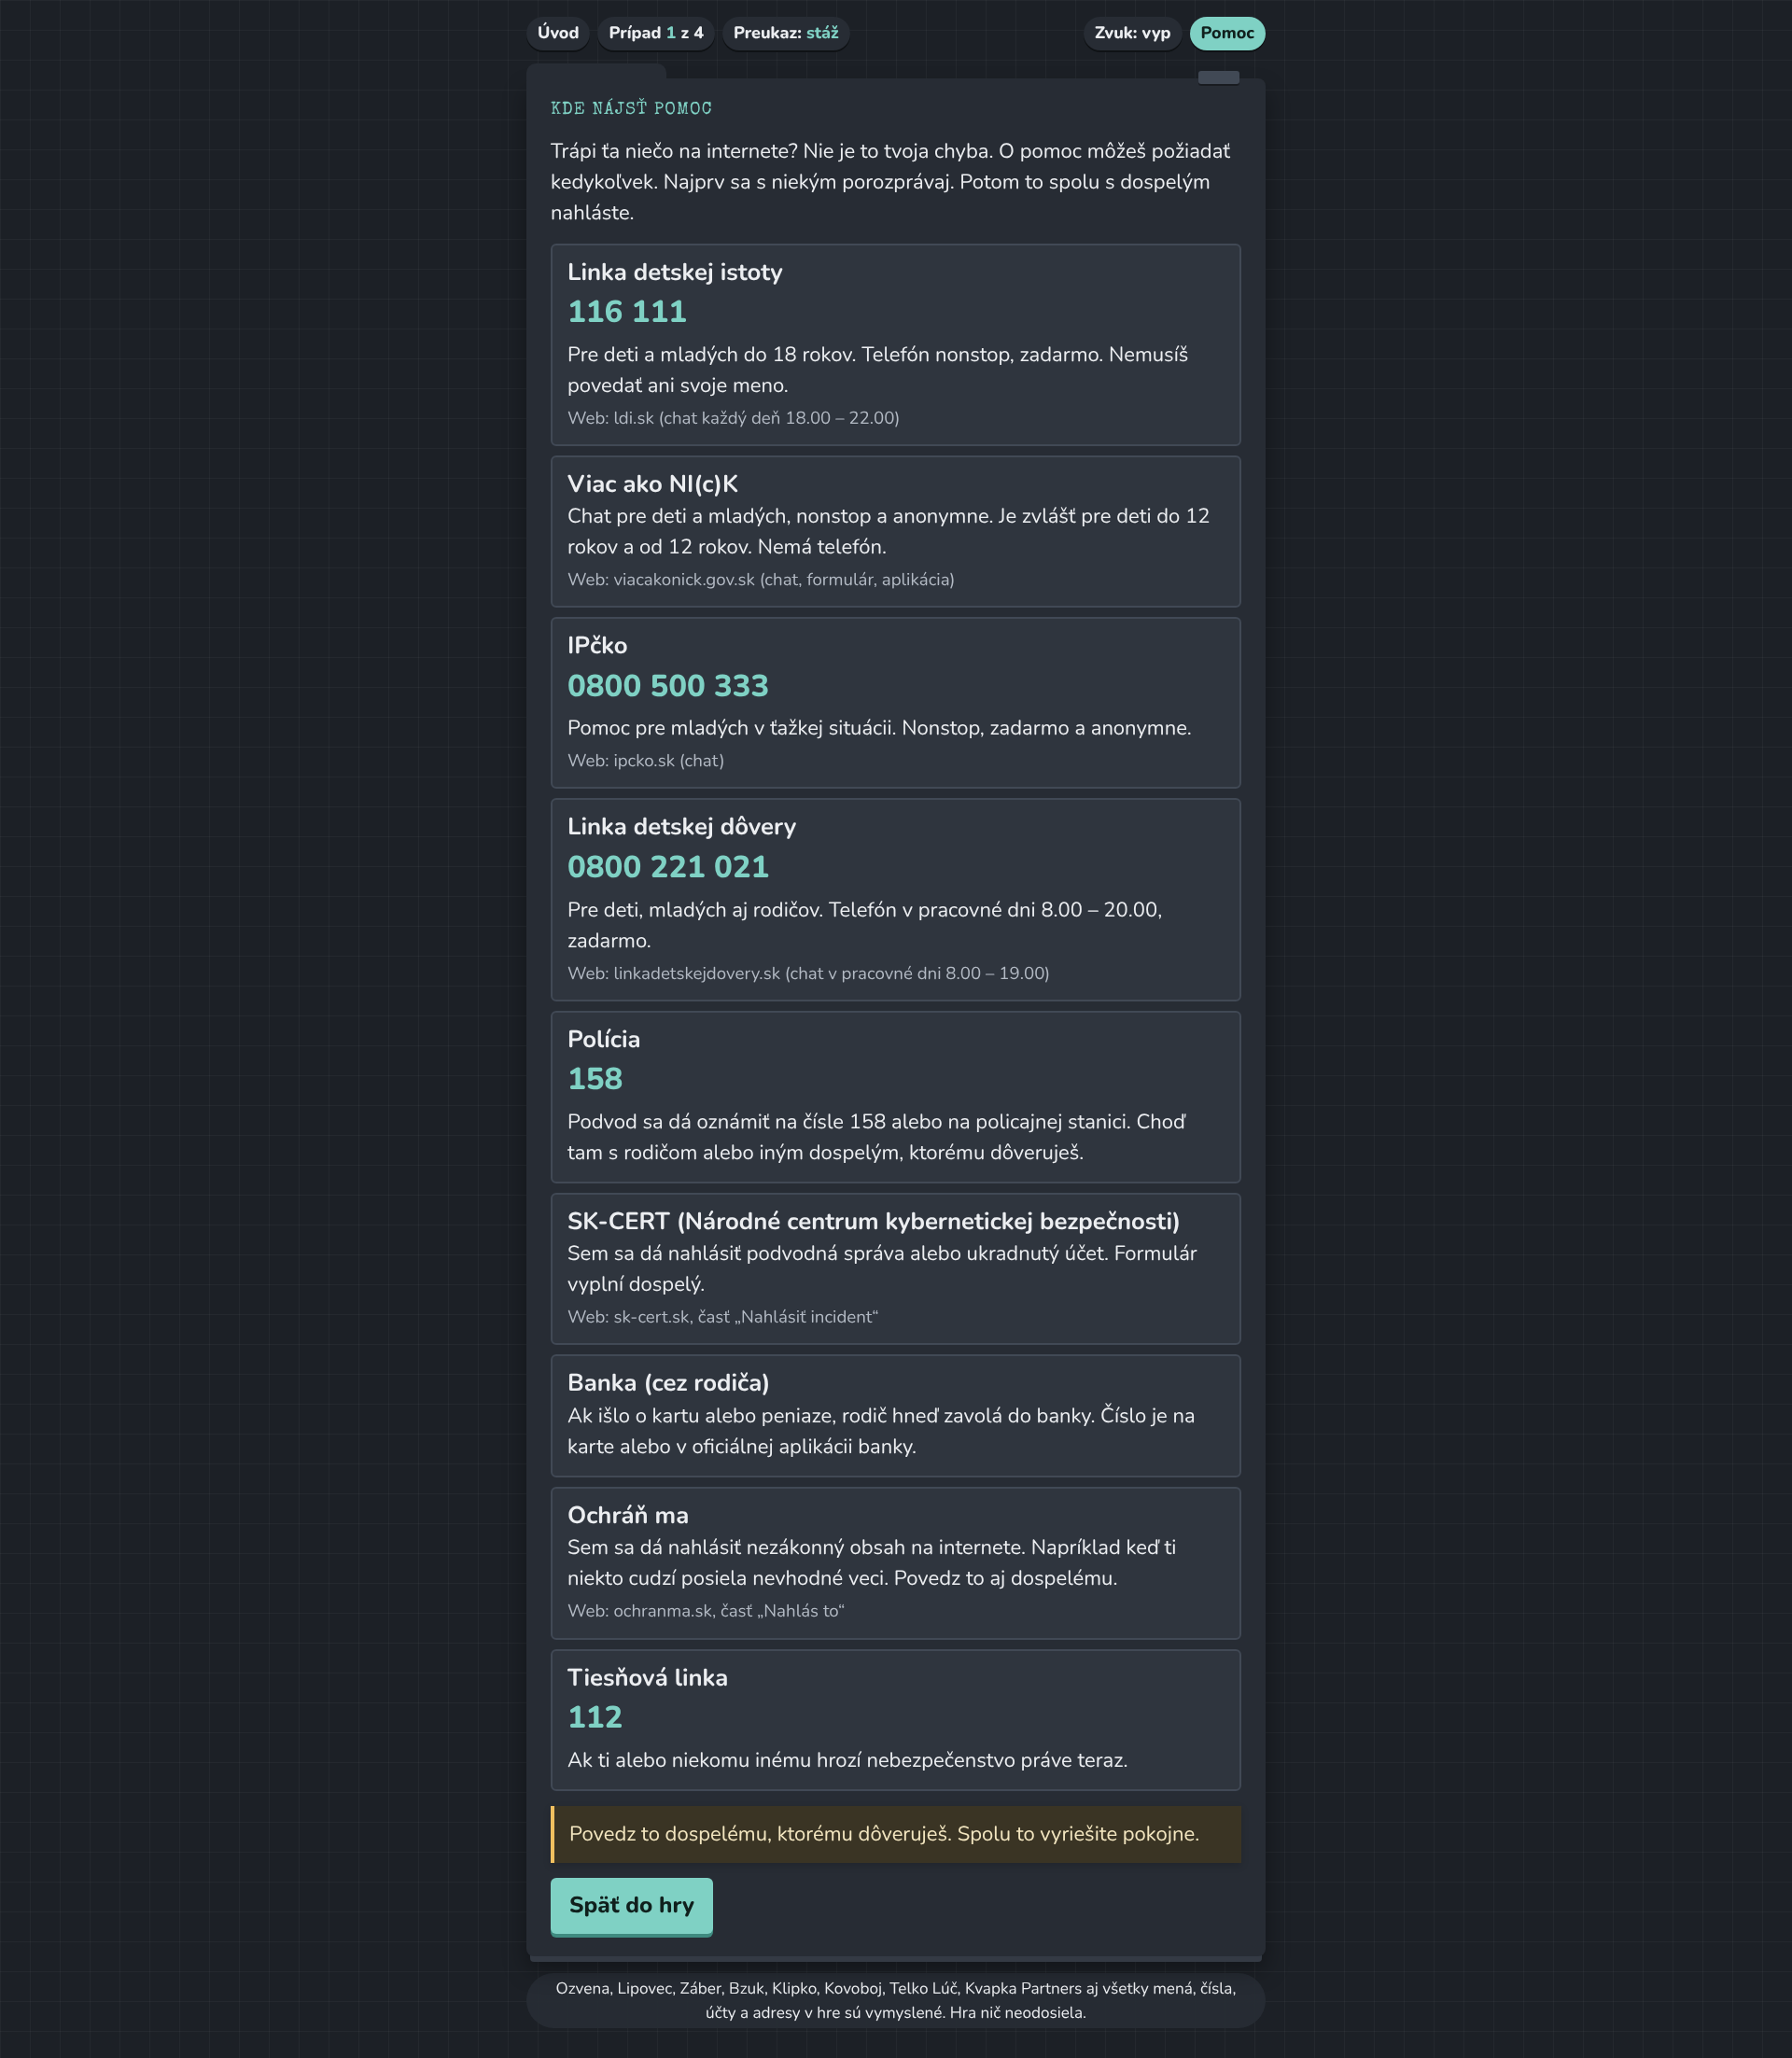 Úvod
Prípad 1 z 4
Preukaz: stáž
Zvuk: vyp
Pomoc
KDE NÁJSŤ POMOC
Trápi ťa niečo na internete? Nie je to tvoja chyba. O pomoc môžeš požiadať
kedykoľvek. Najprv sa s niekým porozprávaj. Potom to spolu s dospelým
nahláste.
Linka detskej istoty
116 111
Pre deti a mladých do 18 rokov. Telefón nonstop, zadarmo. Nemusíš
povedať ani svoje meno.
Web: ldi.sk (chat každý deň 18.00 – 22.00)
Viac ako NI(c)K
Chat pre deti a mladých, nonstop a anonymne. Je zvlášť pre deti do 12
rokov a od 12 rokov. Nemá telefón.
Web: viacakonick.gov.sk (chat, formulár, aplikácia)
IPčko
0800 500 333
Pomoc pre mladých v ťažkej situácii. Nonstop, zadarmo a anonymne.
Web: ipcko.sk (chat)
Linka detskej dôvery
0800 221 021
Pre deti, mladých aj rodičov. Telefón v pracovné dni 8.00 – 20.00,
zadarmo.
Web: linkadetskejdovery.sk (chat v pracovné dni 8.00 – 19.00)
Polícia
158
Podvod sa dá oznámiť na čísle 158 alebo na policajnej stanici. Choď
tam s rodičom alebo iným dospelým, ktorému dôveruješ.
SK-CERT (Národné centrum kybernetickej bezpečnosti)
Sem sa dá nahlásiť podvodná správa alebo ukradnutý účet. Formulár
vyplní dospelý.
Web: sk-cert.sk, časť „Nahlásiť incident“
Banka (cez rodiča)
Ak išlo o kartu alebo peniaze, rodič hneď zavolá do banky. Číslo je na
karte alebo v oficiálnej aplikácii banky.
Ochráň ma
Sem sa dá nahlásiť nezákonný obsah na internete. Napríklad keď ti
niekto cudzí posiela nevhodné veci. Povedz to aj dospelému.
Web: ochranma.sk, časť „Nahlás to“
Tiesňová linka
112
Ak ti alebo niekomu inému hrozí nebezpečenstvo práve teraz.
Povedz to dospelému, ktorému dôveruješ. Spolu to vyriešite pokojne.
Späť do hry
Ozvena, Lipovec, Záber, Bzuk, Klipko, Kovoboj, Telko Lúč, Kvapka Partners aj všetky mená, čísla,
účty a adresy v hre sú vymyslené. Hra nič neodosiela.